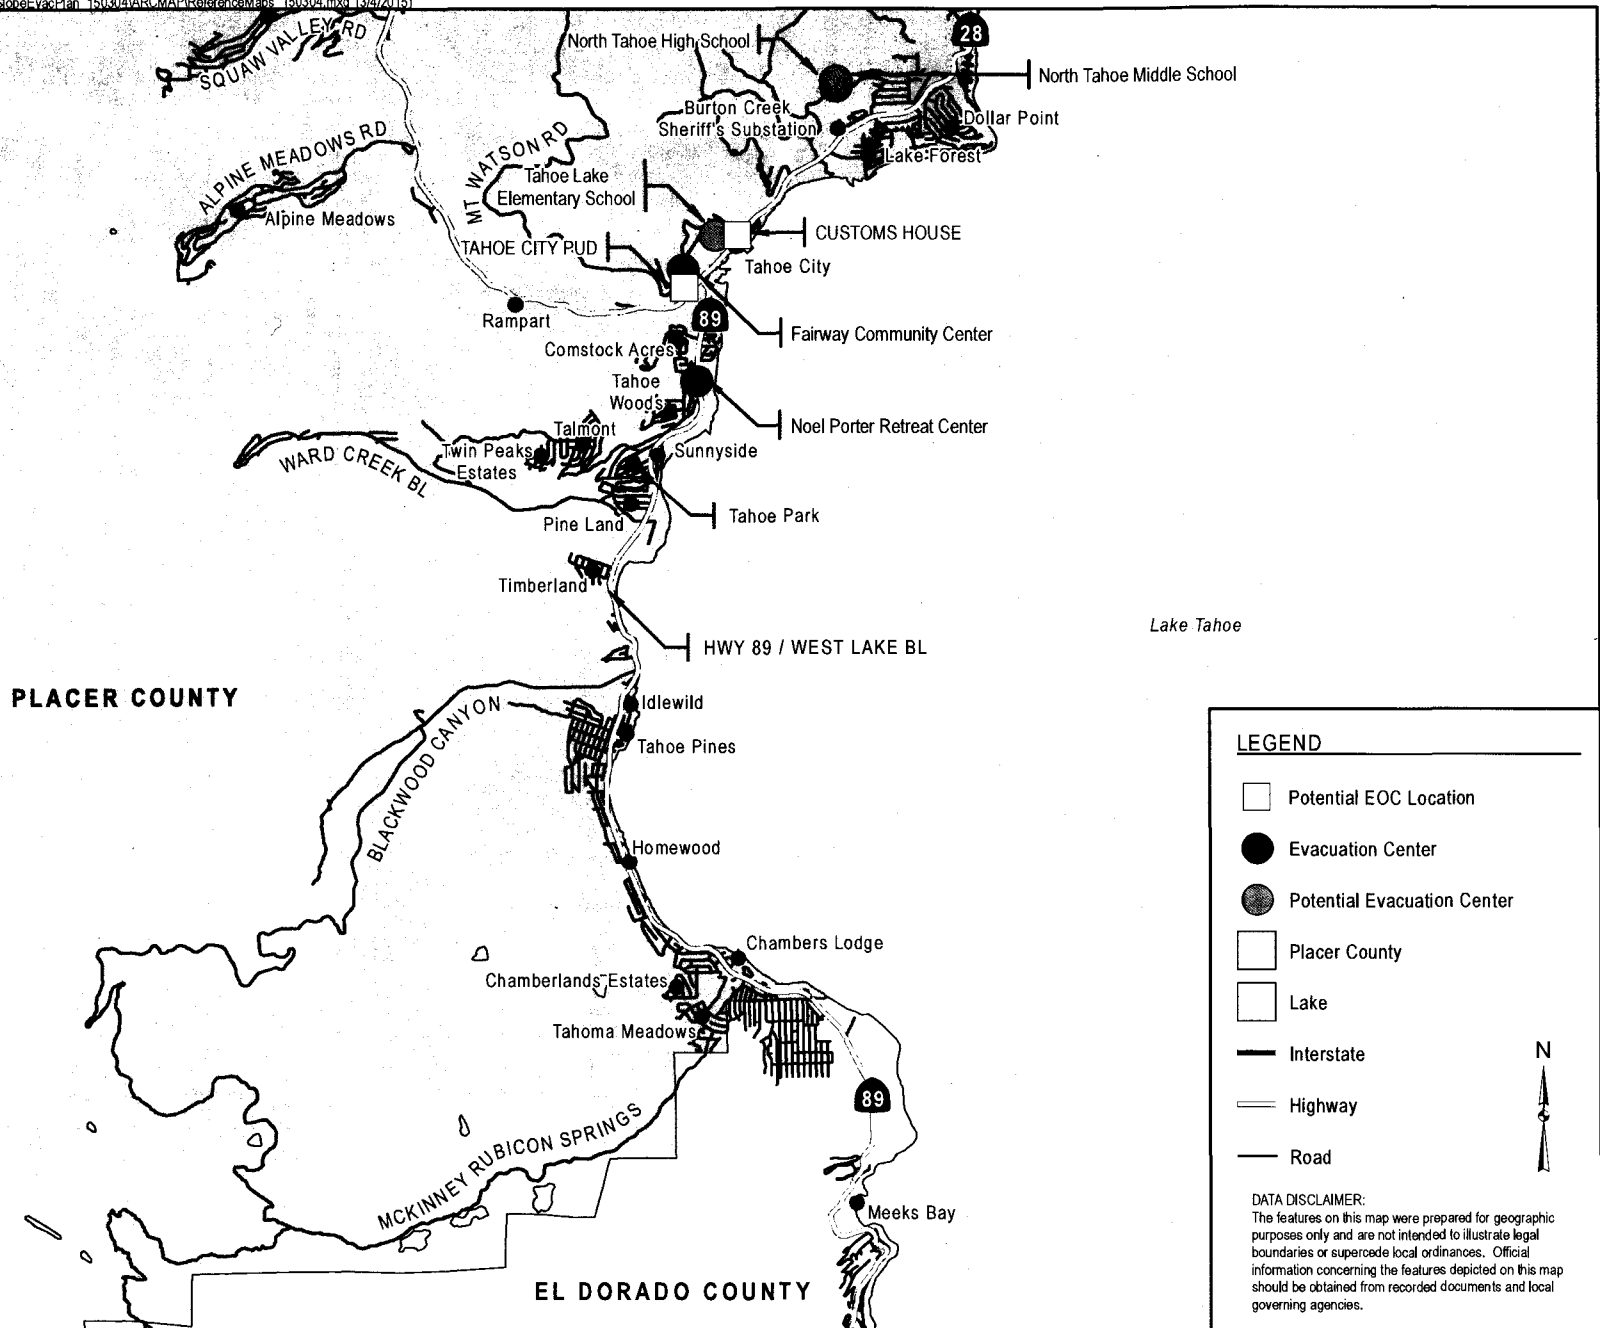 28
North Tahoe High School
SQUAW VALLEY RD
North Tahoe Middle School
Burton Creek
Sheriff's Substation
Dollar Point
Lake Forest
ALPINE MEADOWS RD
MT WATSON RD
Tahoe Lake
Elementary School
Alpine Meadows
CUSTOMS HOUSE
TAHOE CITY PUD
Tahoe City
Rampart
89
Fairway Community Center
Comstock Acres
Tahoe
Woods
Noel Porter Retreat Center
Talmont
Twin Peaks
Estates
Sunnyside
WARD CREEK BL
Tahoe Park
Pine Land
Timberland
Lake Tahoe
HWY 89 / WEST LAKE BL
PLACER COUNTY
Idlewild
BLACKWOOD CANYON
Tahoe Pines
Homewood
Chambers Lodge
Chamberlands Estates
Tahoma Meadows
89
MCKINNEY RUBICON SPRINGS
Meeks Bay
EL DORADO COUNTY
LEGEND
Potential EOC Location
Evacuation Center
Potential Evacuation Center
Placer County
Lake
Interstate
N
Highway
Road
DATA DISCLAIMER:
The features on this map were prepared for geographic
purposes only and are not intended to illustrate legal
boundaries or supercede local ordinances. Official
information concerning the features depicted on this map
should be obtained from recorded documents and local
governing agencies.